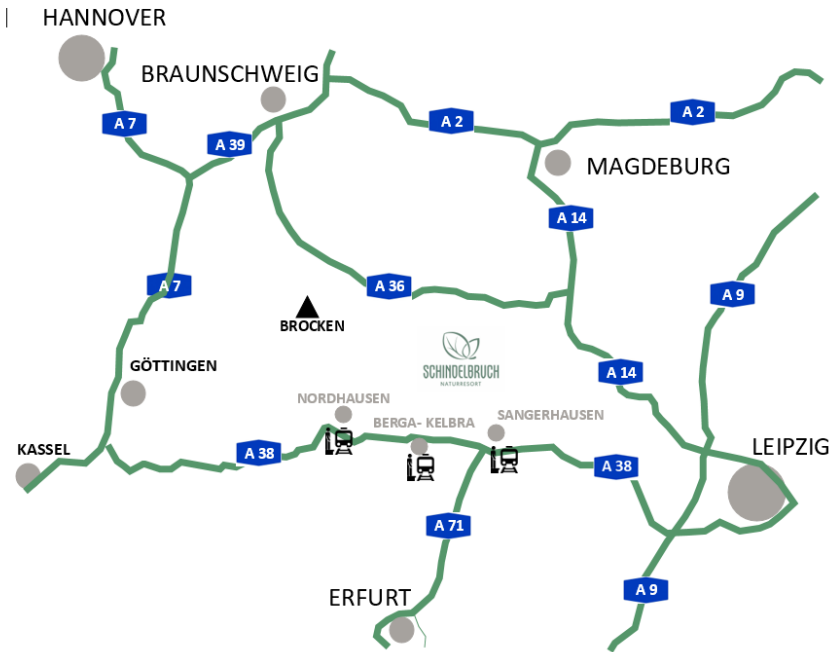 HANNOVER
BRAUNSCHWEIG
A 7
A 39
A 2
A 2
MAGDEBURG
A 14
A 7
A 36
A 9
BROCKEN
SCHINDELBRUCH
NATURRESORT
GÖTTINGEN
A 14
NORDHAUSEN
BERGA- KELBRA
SANGERHAUSEN
KASSEL
A 38
A 38
LEIPZIG
A 71
A 9
ERFURT